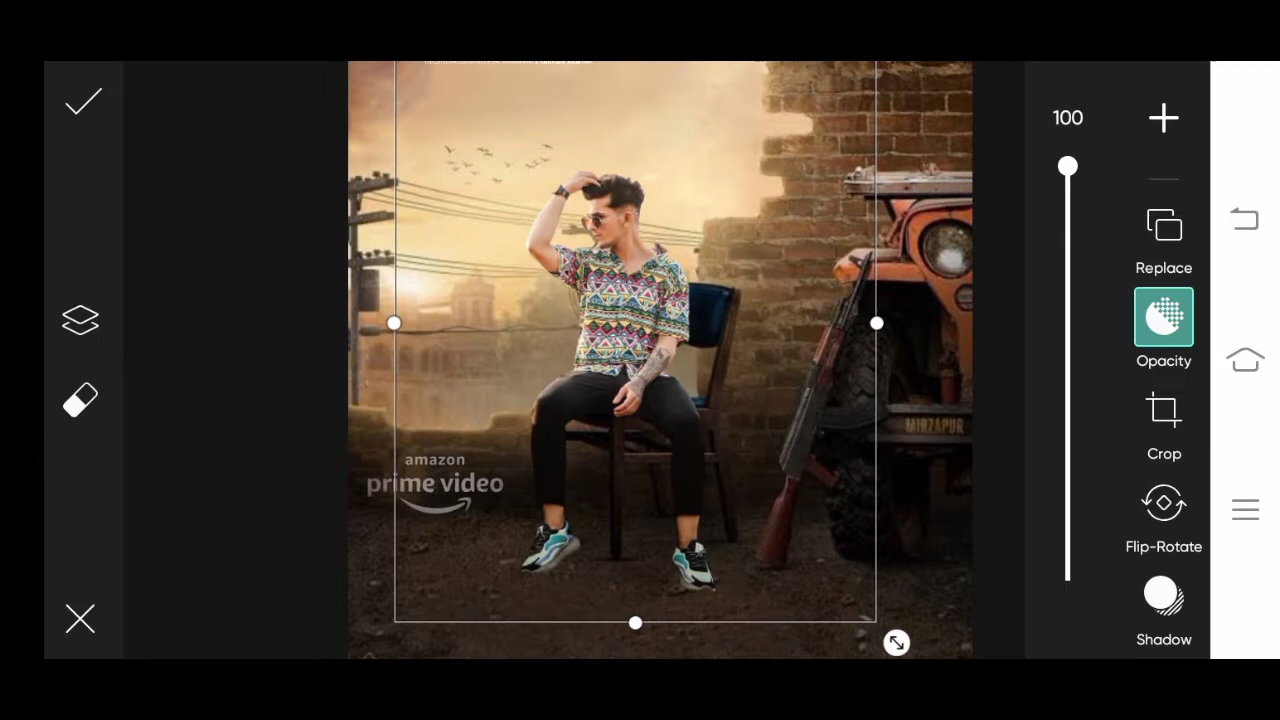 100
Replace
Opacity
Crop
Flip-Rotate
Shadow
MIRZAPUR
amazon
prime video